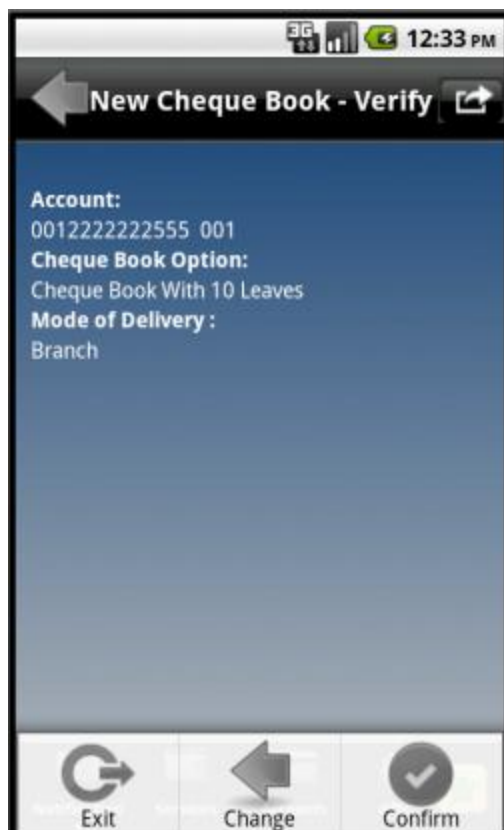 3G 12:33 PM
New Cheque Book - Verify
Account:
0012222222555 001
Cheque Book Option:
Cheque Book With 10 Leaves
Mode of Delivery :
Branch
Exit Change Confirm